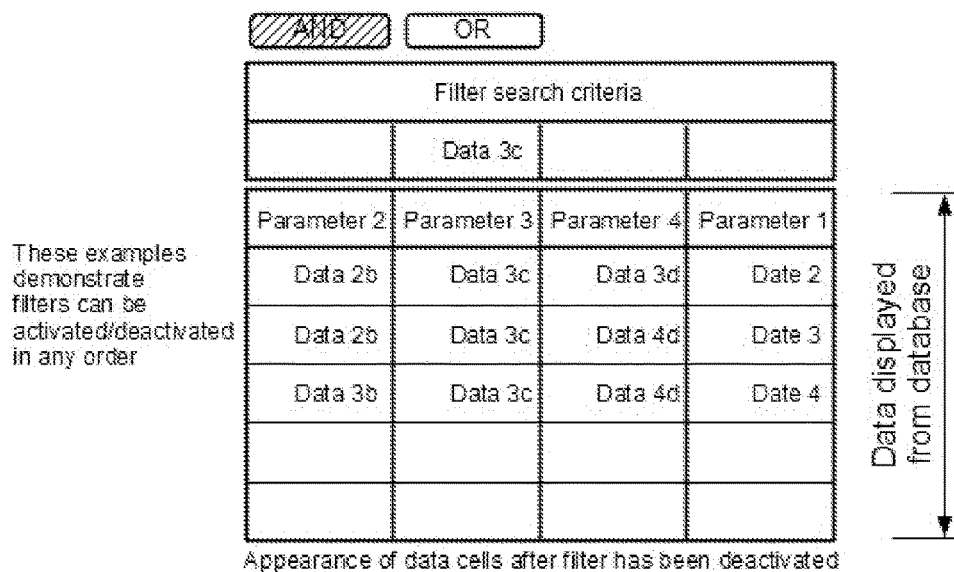 AND OR
Filter search criteria
Data 3c
Parameter 2 Parameter 3 Parameter 4 Parameter 1
Data 2b Data 3c Data 3d Date 2
Data 2b Data 3c Data 4d Date 3
Data 3b Data 3c Data 4d Date 4
These examples
demonstrate
filters can be
activated/deactivated
in any order
Data displayed
from database
Appearance of data cells after filter has been deactivated